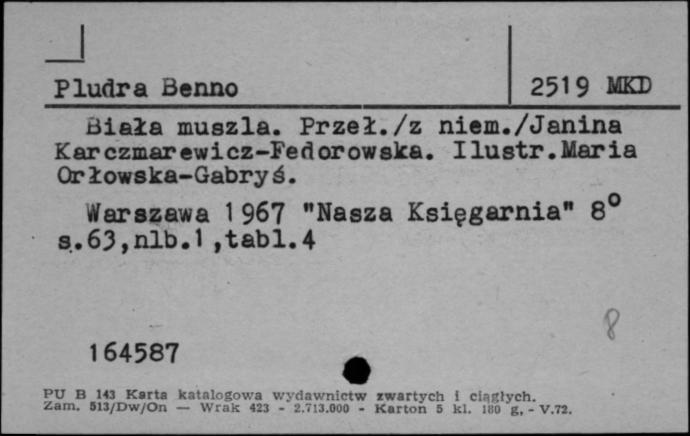 Pludra Benno
2519 MKD
Biała muszla. Przeł./z niem./Janina
Karczmarewicz-Fedorowska. Ilustr.Maria
Orłowska-Gabryś.
Warszawa 1967 "Nasza Księgarnia" 8°
s.63,nlb.1,tabl.4
8
164587
PU B 143 Karta katalogowa wydawnictw zwartych i ciągłych.
Zam. 513/Dw/On — Wrak 423 - 2.713.000 - Karton 5 kl. 180 g. - V.72.